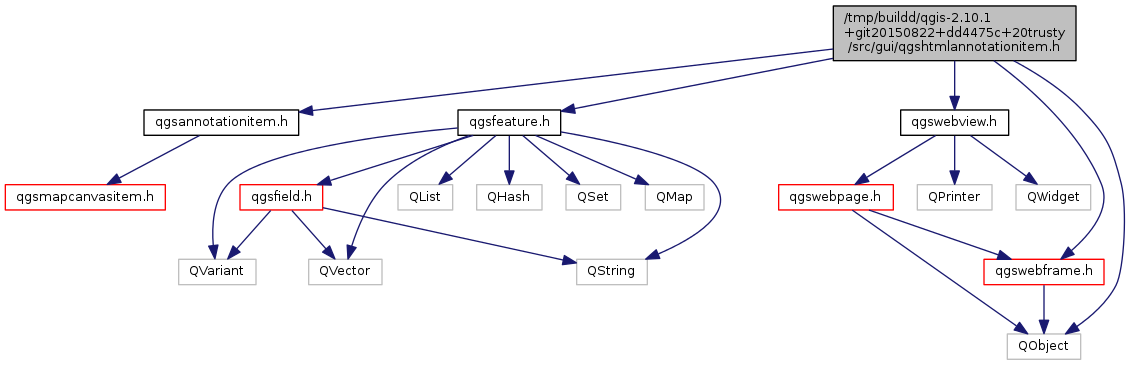 /tmp/buildd/qgis-2.10.1
+git20150822+dd4475c+20trusty
/src/gui/qgshtmlannotationitem.h
qgsannotationitem.h
qgsfeature.h
qgswebview.h
qgsmapcanvasitem.h
qgsfield.h
QList
QHash
QSet
QMap
qgswebpage.h
QPrinter
QWidget
QVariant
QVector
QString
qgswebframe.h
QObject